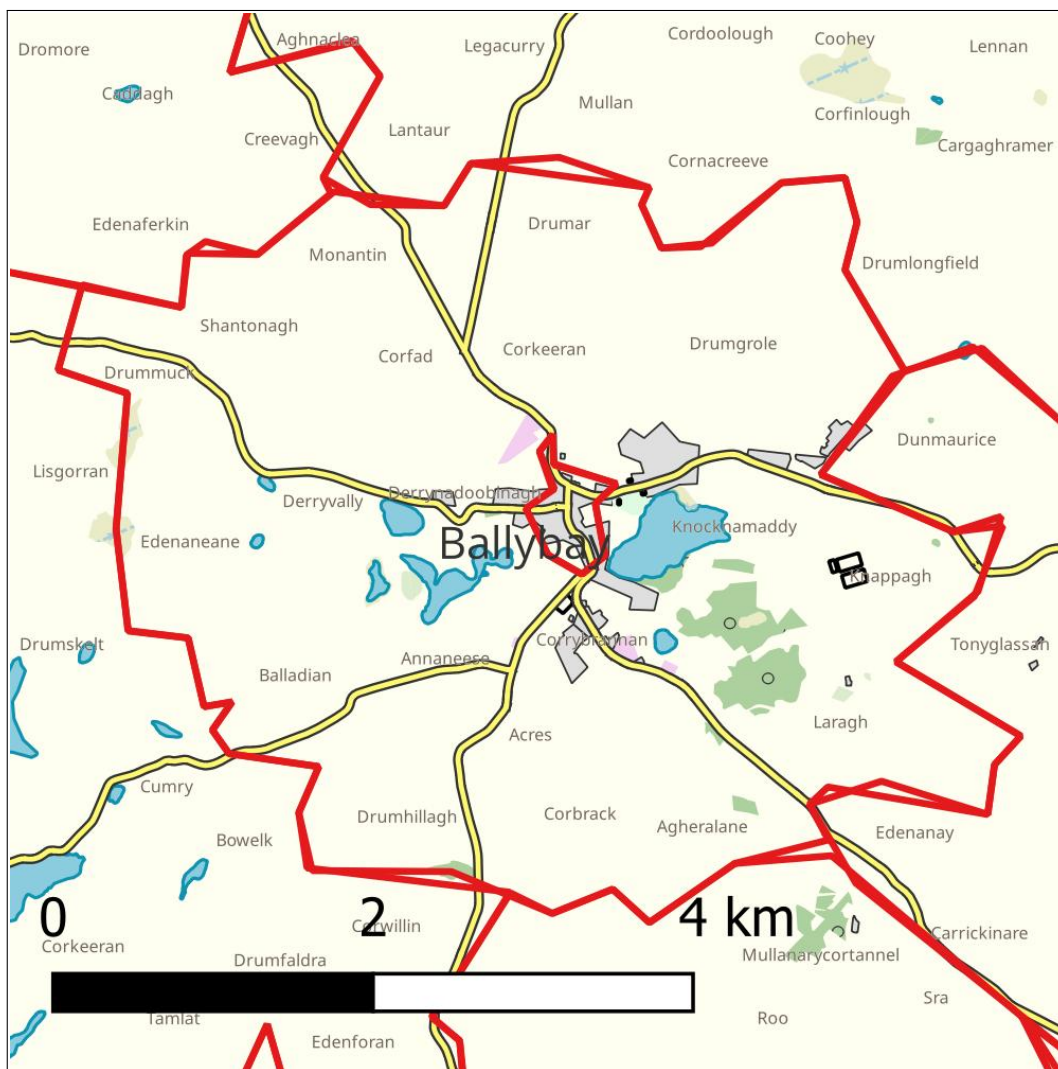 Aghnaclea
Dromore
Legacurry
Cordoolough
Coohey
Lennan
Caddagh
Mullan
Corfinlough
Creevagh
Lantaur
Cargaghramer
Cornacreeve
Edenaferkin
Drumar
Monantin
Drumlongfield
Shantonagh
Corfad
Corkeeran
Drumgrole
Drummuck
Dunmaurice
Lisgorran
Derryvally
Derrynadoobinagh
Knocknamaddy
Edenaneane
Ballybay
Knappagh
Drumskelt
Corrybrannan
Tonyglassan
Annaneese
Balladian
Laragh
Acres
Cumry
Drumhillagh
Corbrack
Agheralane
Edenanay
Bowelk
0 2 4 km
Corwillin
Carrickinare
Corkeeran
Drumfaldra
Mullanarycortannel
Sra
Tamlat
Roo
Edenforan